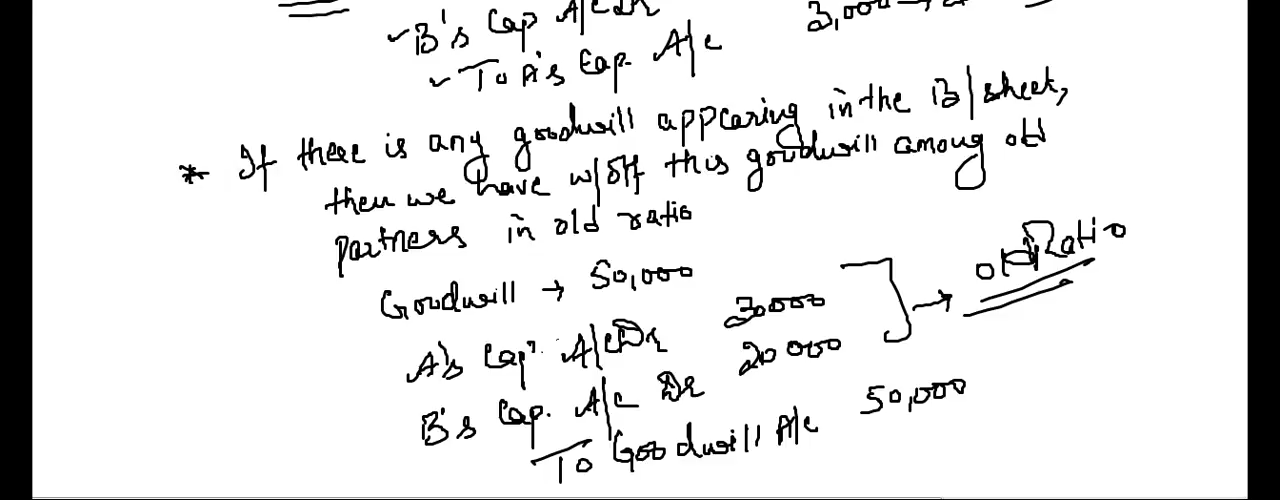 B's Cap A/c Dr 3,000
To A's Cap. A/c
* If there is any goodwill appearing in the B/sheet,
then we have w/off this goodwill among old
partners in old ratio
Goodwill → 50,000
A's Cap. A/c Dr 30000 → old Ratio
B's Cap. A/c Dr 20000
To Goodwill A/c 50,000